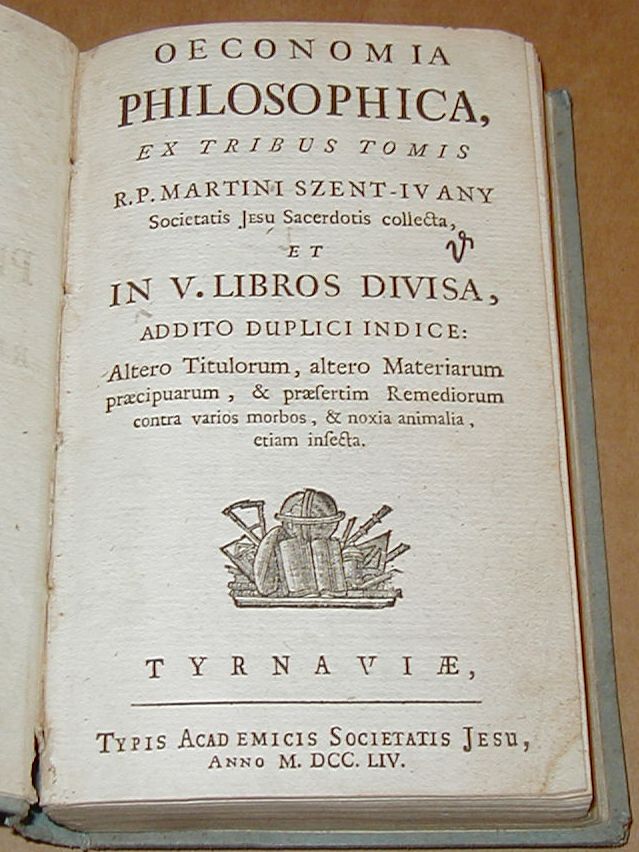 OECONOMIA
PHILOSOPHICA,
EX TRIBUS TOMIS
R.P. MARTINI SZENT-IVANY
Societatis Jesu Sacerdotis collecta,
ET
IN V. LIBROS DIVISA,
ADDITO DUPLICI INDICE:
Altero Titulorum, altero Materiarum
præcipuarum, & præſertim Remediorum
contra varios morbos, & noxia animalia,
etiam inſecta.
TYRNAVIÆ,
TYPIS ACADEMICIS SOCIETATIS JESU,
ANNO M. DCC. LIV.